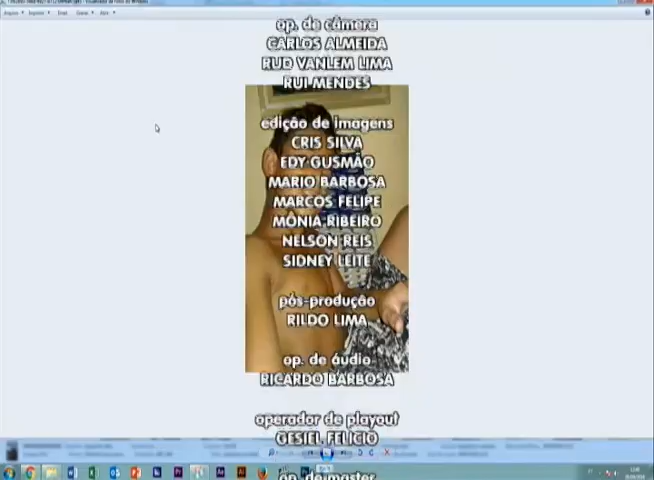 op. de câmera
CARLOS ALMEIDA
RUD VANLEM LIMA
RUI MENDES
edição de imagens
CRIS SILVA
EDY GUSMÃO
MARIO BARBOSA
MARCOS FELIPE
MÔNIA RIBEIRO
NELSON REIS
SIDNEY LEITE
pós-produção
RILDO LIMA
op. de áudio
RICARDO BARBOSA
operador de playout
GESIEL FELÍCIO
op. de master